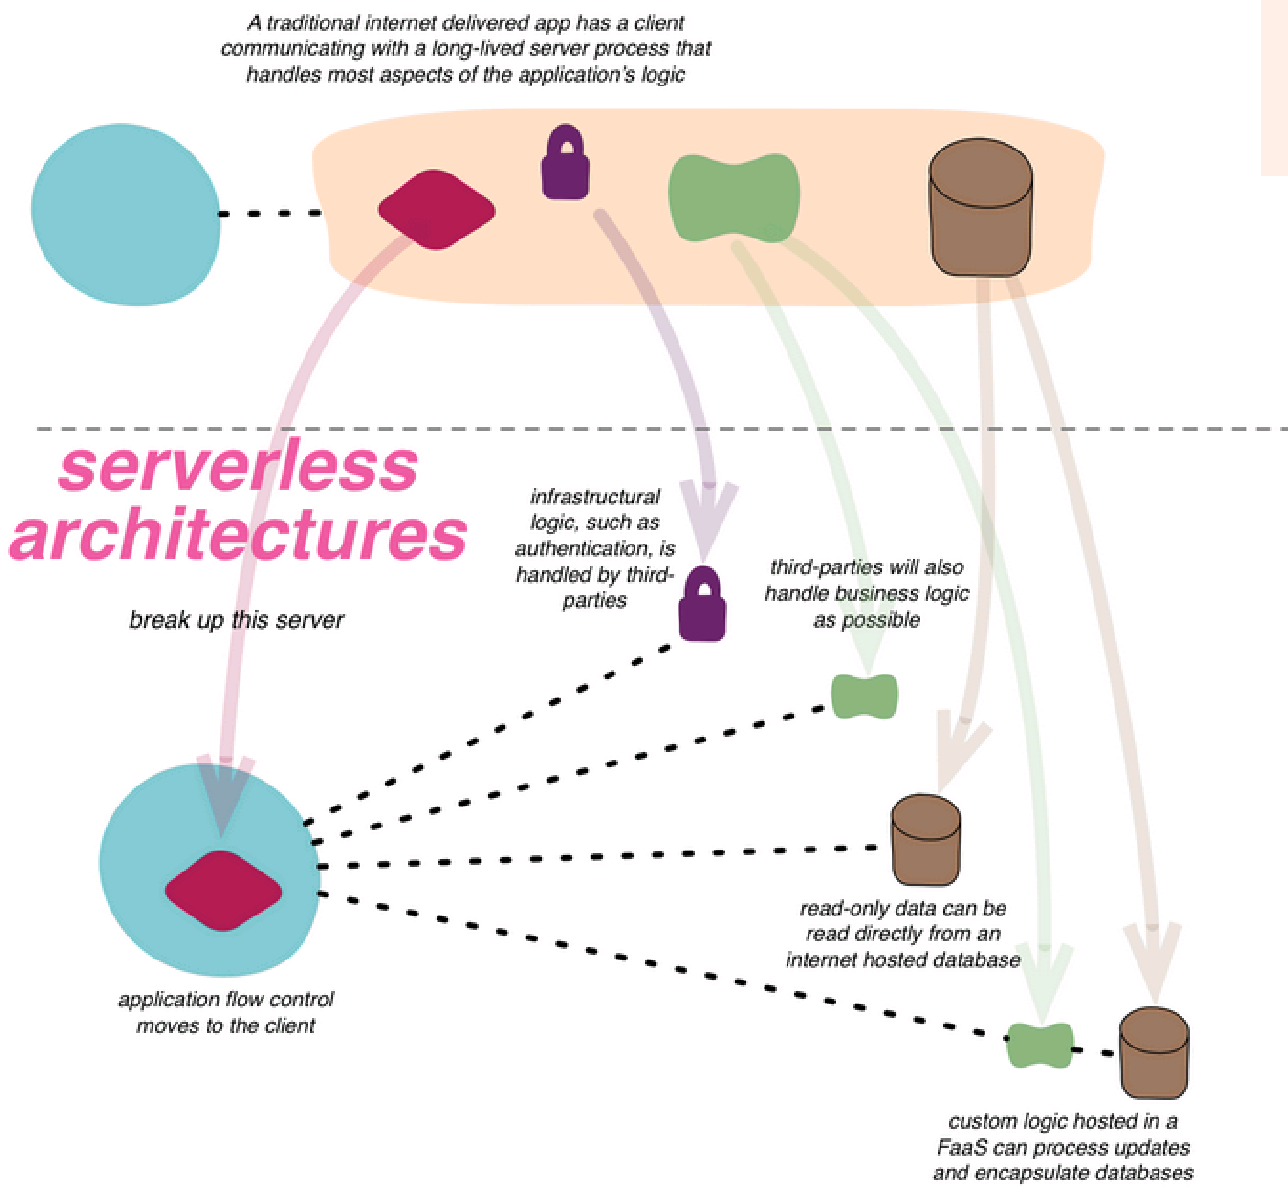 A traditional internet delivered app has a client
communicating with a long-lived server process that
handles most aspects of the application's logic
serverless
architectures
break up this server
infrastructural
logic, such as
authentication, is
handled by third-
parties
third-parties will also
handle business logic
as possible
read-only data can be
read directly from an
internet hosted database
application flow control
moves to the client
custom logic hosted in a
FaaS can process updates
and encapsulate databases